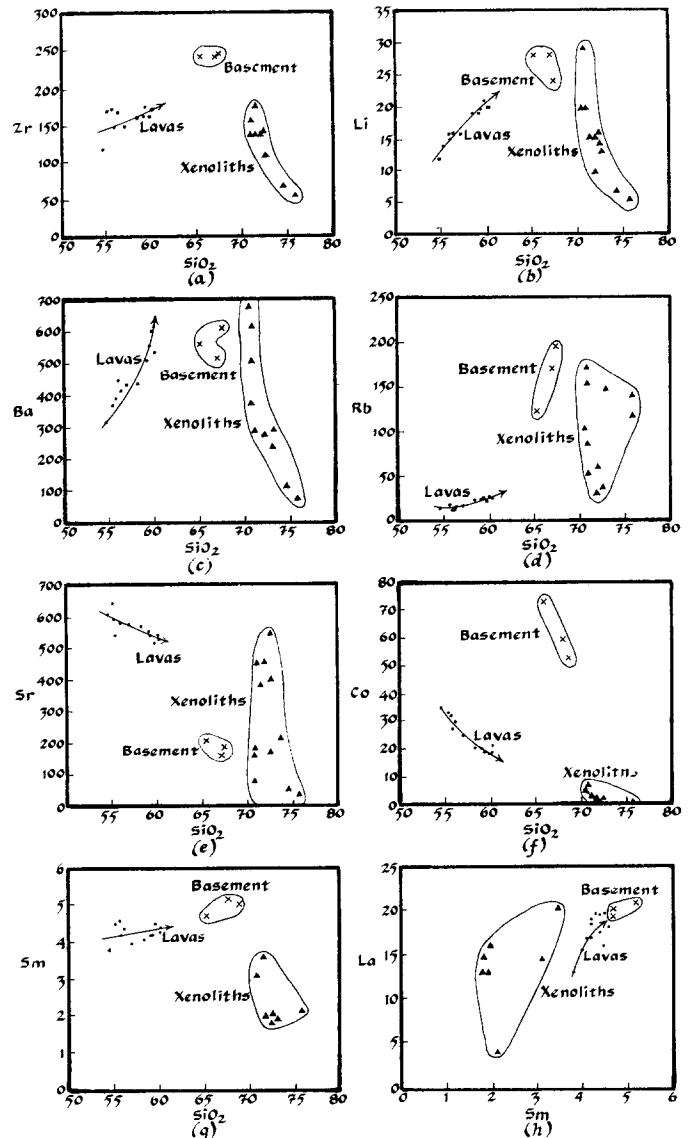 300
250
200
150
100
50
0
Zr
Basement
Lavas
Xenoliths
50 55 60 65 70 75 80
SiO₂
(a)
35
30
25
20
15
10
5
0
Li
Basement
Lavas
Xenoliths
50 55 60 65 70 75 80
SiO₂
(b)
700
600
500
400
300
200
100
0
Ba
Lavas
Basement
Xenoliths
50 55 60 65 70 75 80
SiO₂
(c)
250
200
150
100
50
0
Rb
Basement
Xenoliths
Lavas
50 55 60 65 70 75 80
SiO₂
(d)
700
600
500
400
300
200
100
0
Sr
Lavas
Xenoliths
Basement
50 55 60 65 70 75 80
SiO₂
(e)
80
70
60
50
40
30
20
10
0
Co
Basement
Lavas
50 55 60 65 70 75 80
SiO₂
(f)
6
5
4
3
2
1
0
Sm
Basement
Lavas
Xenoliths
50 55 60 65 70 75 80
SiO₂
(g)
25
20
15
10
5
0
La
Basement
Lavas
Xenoliths
0 1 2 3 4 5 6
Sm
(h)